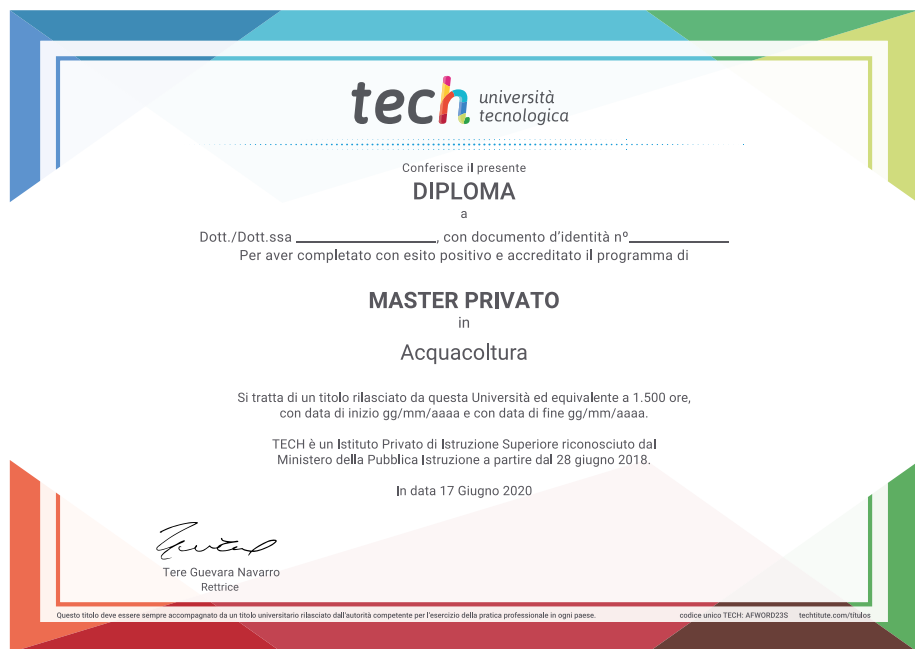 tech università
tecnologica
Conferisce il presente
DIPLOMA
a
Dott./Dott.ssa ________________, con documento d'identità nº___________
Per aver completato con esito positivo e accreditato il programma di
MASTER PRIVATO
in
Acquacoltura
Si tratta di un titolo rilasciato da questa Università ed equivalente a 1.500 ore,
con data di inizio gg/mm/aaaa e con data di fine gg/mm/aaaa.
TECH è un Istituto Privato di Istruzione Superiore riconosciuto dal
Ministero della Pubblica Istruzione a partire dal 28 giugno 2018.
In data 17 Giugno 2020
Tere Guevara Navarro
Rettrice
Questo titolo deve essere sempre accompagnato da un titolo universitario rilasciato dall'autorità competente per l'esercizio della pratica professionale in ogni paese. codice unico TECH: AFWORD23S techtitute.com/titulos